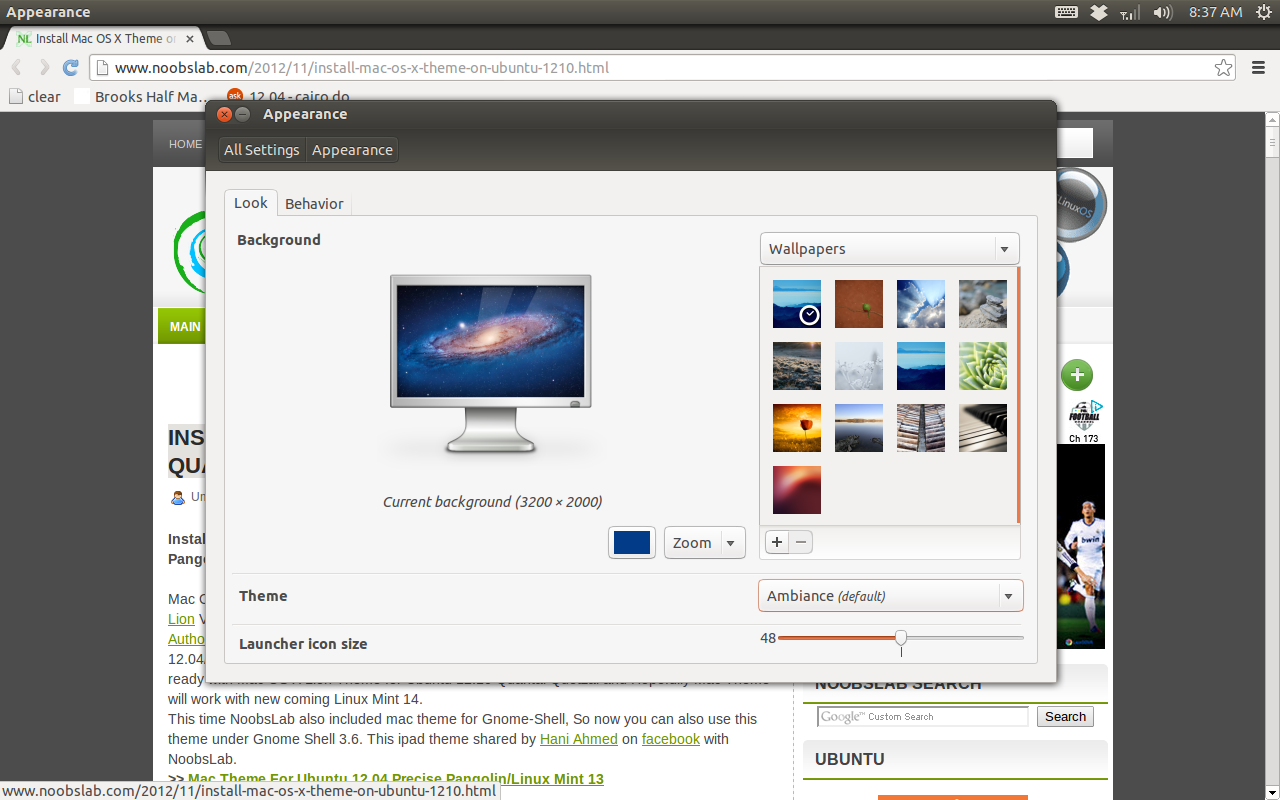 Appearance
8:37 AM
NL Install Mac OS X Theme o
www.noobslab.com/2012/11/install-mac-os-x-theme-on-ubuntu-1210.html
clear
Brooks Half Ma...
ask 12.04 - cairo do
Appearance
All Settings
Appearance
HOME
LinuxOS
Look
Behavior
Background
Wallpapers
MAIN
Current background (3200 × 2000)
Zoom
Theme
Ambiance (default)
Launcher icon size
48
FOOTBALL
Ch 173
bwin
INS
QUA
Um
Instal
Pango
Mac O
Lion V
Autho
12.04/
will work with new coming Linux Mint 14.
This time NoobsLab also included mac theme for Gnome-Shell, So now you can also use this
theme under Gnome Shell 3.6. This ipad theme shared by Hani Ahmed on facebook with
NoobsLab.
>> Mac Theme For Ubuntu 12.04 Precise Pangolin/Linux Mint 13
NOOBSLAB SEARCH
Google™ Custom Search
Search
UBUNTU
www.noobslab.com/2012/11/install-mac-os-x-theme-on-ubuntu-1210.html